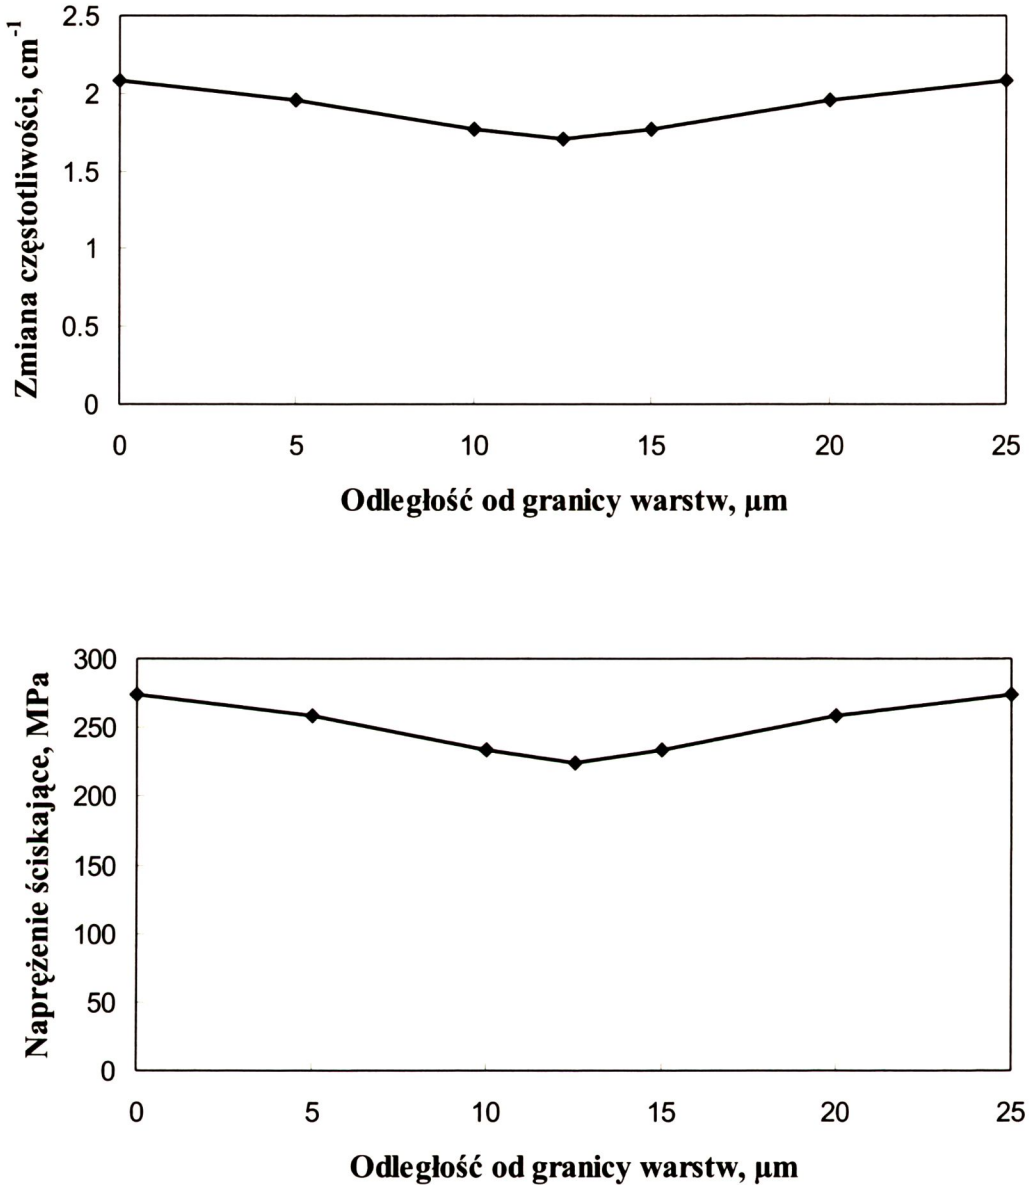 Zmiana częstotliwości, cm-1
2.5
2
1.5
1
0.5
0
0 5 10 15 20 25
Odległość od granicy warstw, µm
Naprężenie ściskające, MPa
300
250
200
150
100
50
0
0 5 10 15 20 25
Odległość od granicy warstw, µm